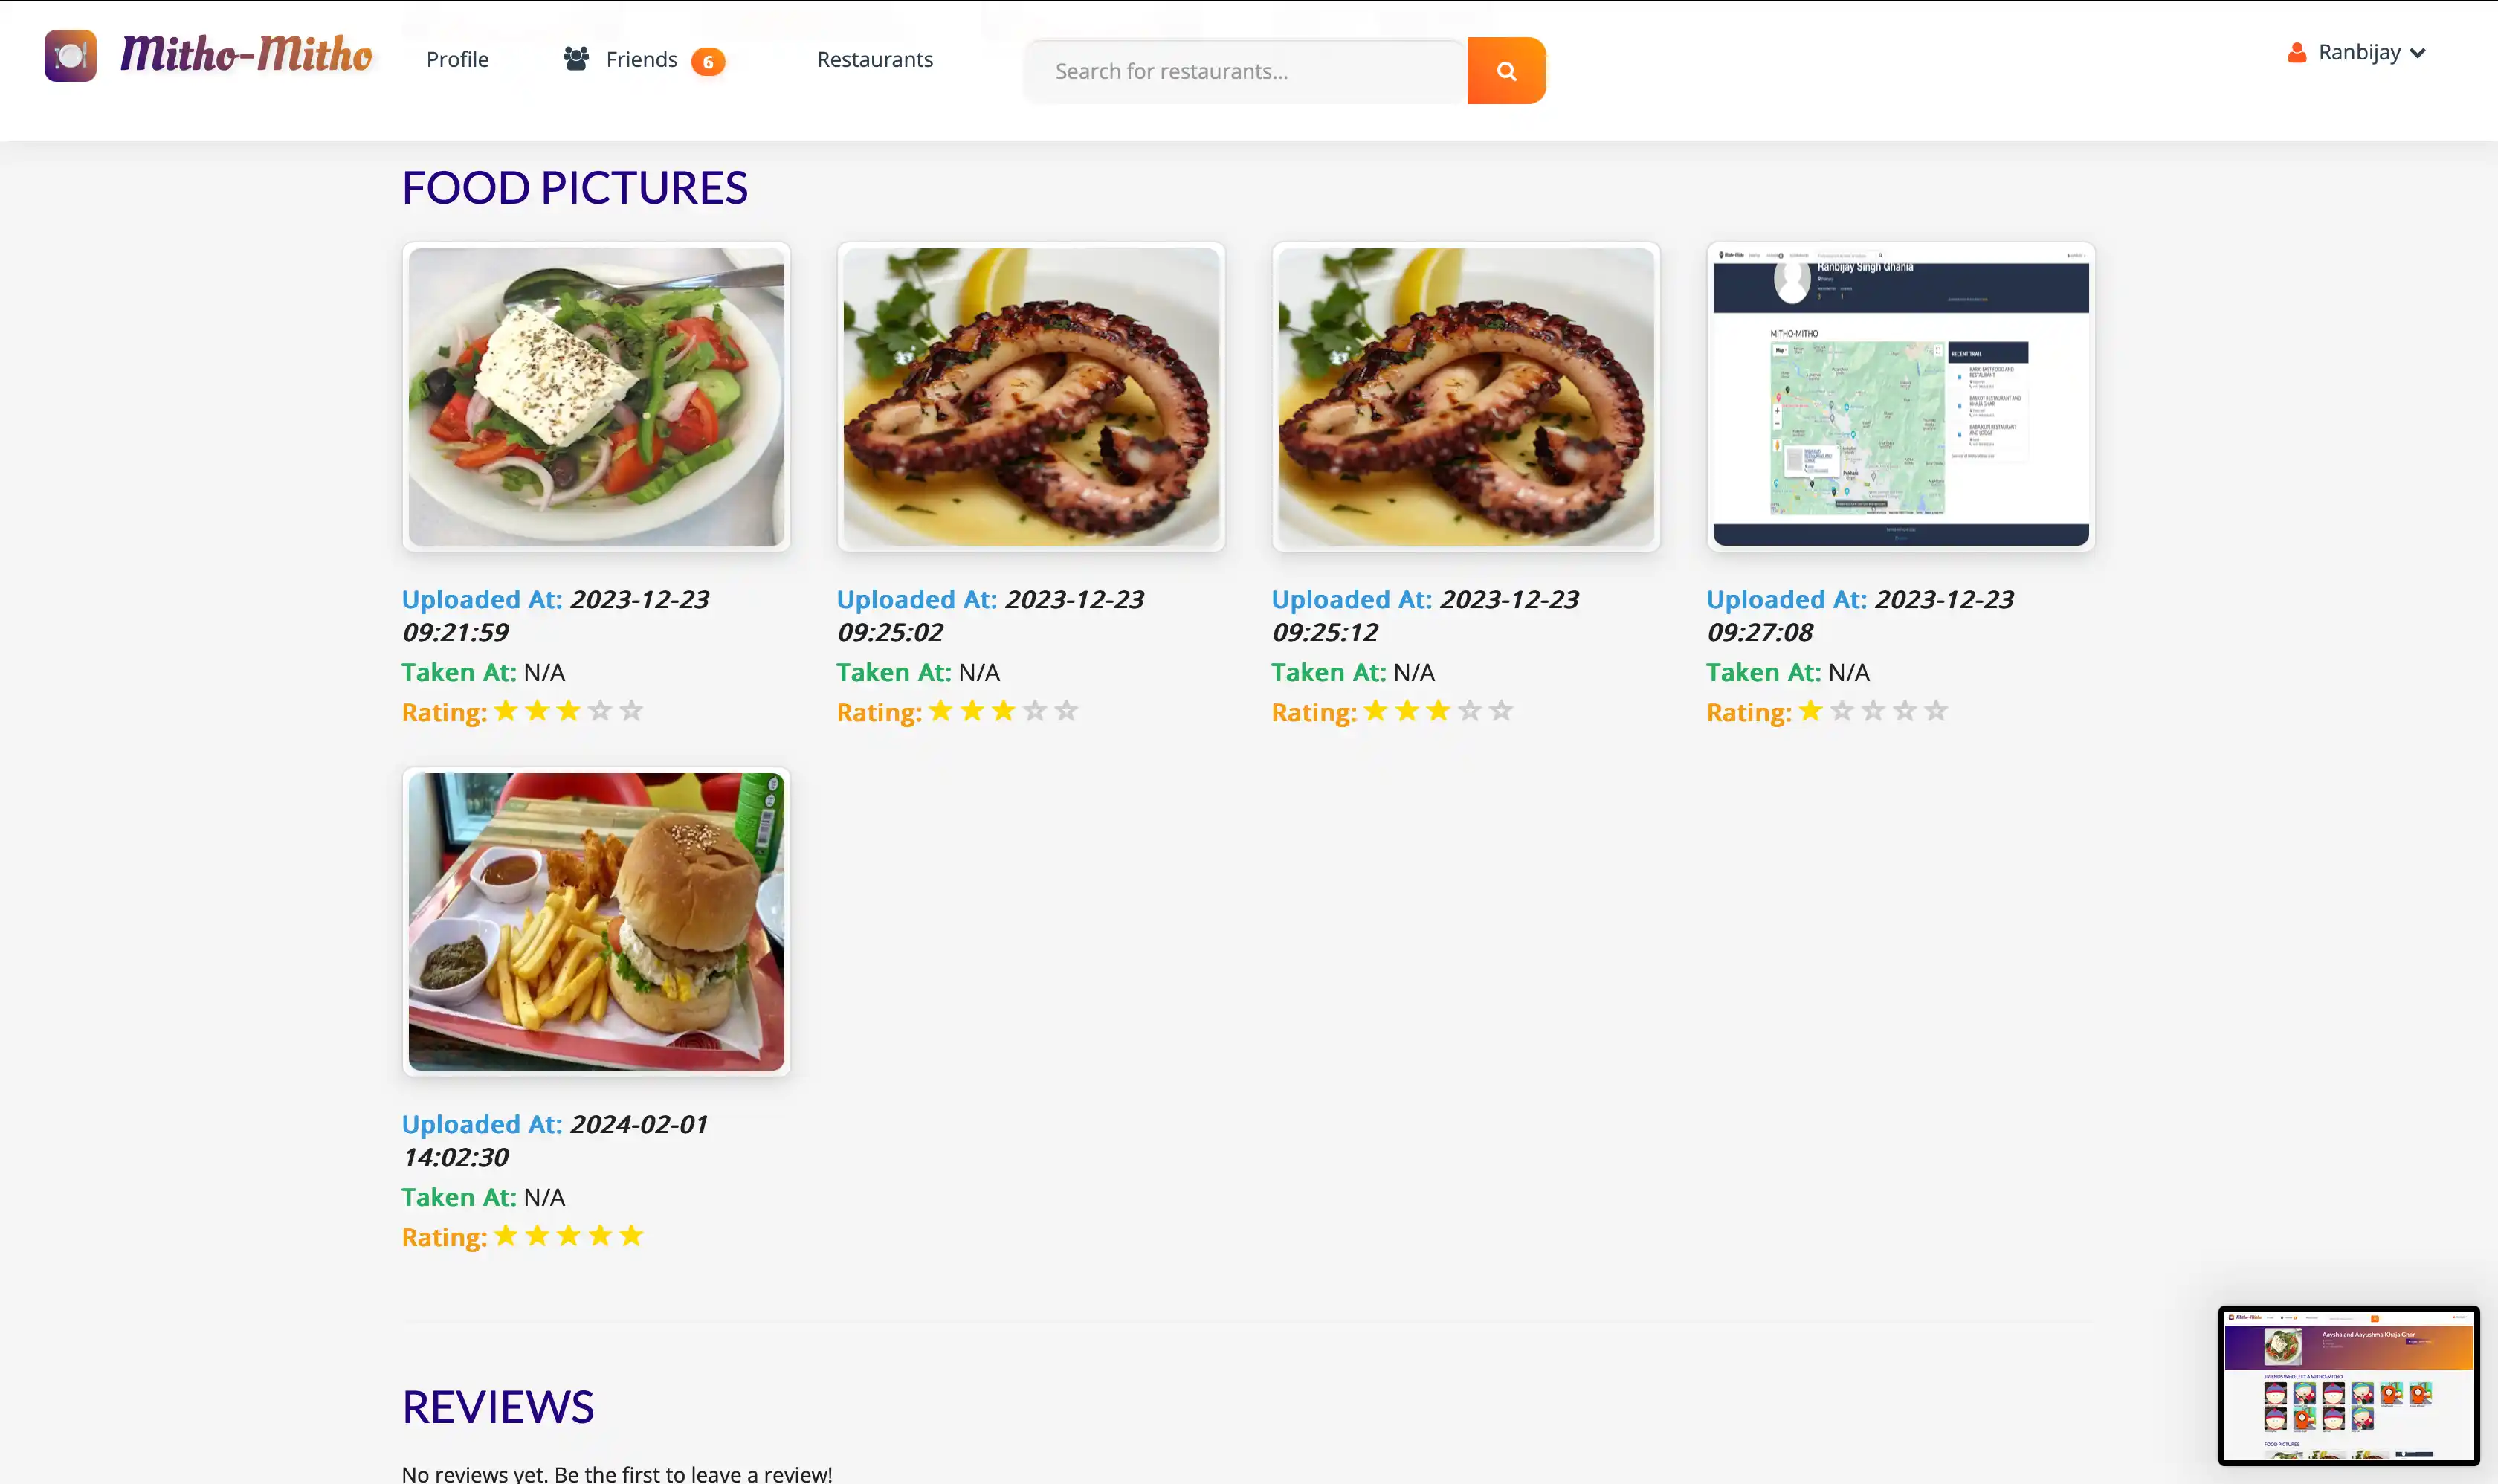 Mitho-Mitho
Profile
Friends 6
Restaurants
Search for restaurants...
Ranbijay
FOOD PICTURES
Ranbijay Singh Ghania
MITHO-MITHO
RECENT TRAIL
Uploaded At: 2023-12-23
09:21:59
Taken At: N/A
Rating:
Uploaded At: 2023-12-23
09:25:02
Taken At: N/A
Rating:
Uploaded At: 2023-12-23
09:25:12
Taken At: N/A
Rating:
Uploaded At: 2023-12-23
09:27:08
Taken At: N/A
Rating:
Uploaded At: 2024-02-01
14:02:30
Taken At: N/A
Rating:
REVIEWS
No reviews yet. Be the first to leave a review!
Mitho-Mitho
Aaysha and Aayushma Khaja Ghar
FRIENDS WHO LEFT A MITHO-MITHO
FOOD PICTURES